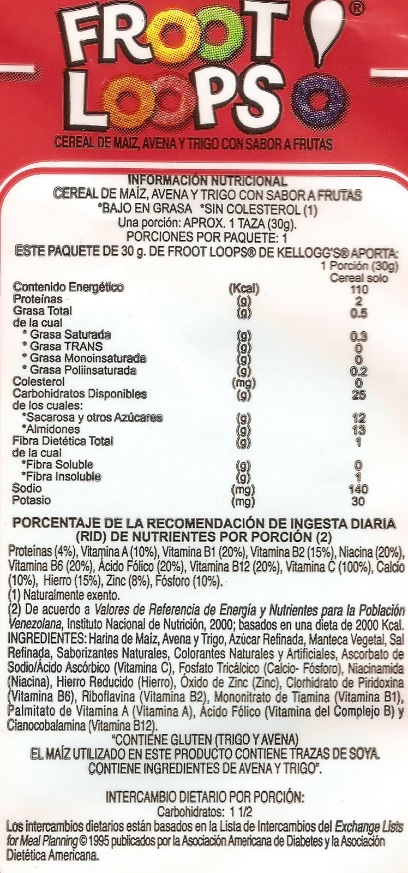 FROOT
LOOPS ®
CEREAL DE MAIZ, AVENA Y TRIGO CON SABOR A FRUTAS
INFORMACIÓN NUTRICIONAL
CEREAL DE MAÍZ, AVENA Y TRIGO CON SABOR A FRUTAS
*BAJO EN GRASA *SIN COLESTEROL (1)
Una porción: APROX. 1 TAZA (30g).
PORCIONES POR PAQUETE: 1
ESTE PAQUETE DE 30 g. DE FROOT LOOPS® DE KELLOGG'S® APORTA:
1 Porción (30g)
Cereal solo
Contenido Energético (Kcal) 110
Proteínas (g) 2
Grasa Total (g) 0.5
de la cual
* Grasa Saturada (g) 0.3
* Grasa TRANS (g) 0
* Grasa Monoinsaturada (g) 0
* Grasa Poliinsaturada (g) 0.2
Colesterol (mg) 0
Carbohidratos Disponibles (g) 25
de los cuales:
*Sacarosa y otros Azúcares (g) 12
*Almidones (g) 13
Fibra Dietética Total (g) 1
de la cual
*Fibra Soluble (g) 0
*Fibra Insoluble (g) 1
Sodio (mg) 140
Potasio (mg) 30
PORCENTAJE DE LA RECOMENDACIÓN DE INGESTA DIARIA
(RID) DE NUTRIENTES POR PORCIÓN (2)
Proteínas (4%), Vitamina A (10%), Vitamina B1 (20%), Vitamina B2 (15%), Niacina (20%),
Vitamina B6 (20%), Ácido Fólico (20%), Vitamina B12 (20%), Vitamina C (100%), Calcio
(10%), Hierro (15%), Zinc (8%), Fósforo (10%).
(1) Naturalmente exento.
(2) De acuerdo a Valores de Referencia de Energía y Nutrientes para la Población
Venezolana, Instituto Nacional de Nutrición, 2000; basados en una dieta de 2000 Kcal.
INGREDIENTES: Harina de Maíz, Avena y Trigo, Azúcar Refinada, Manteca Vegetal, Sal
Refinada, Saborizantes Naturales, Colorantes Naturales y Artificiales, Ascorbato de
Sodio/Acido Ascórbico (Vitamina C), Fosfato Tricálcico (Calcio- Fósforo), Niacinamida
(Niacina), Hierro Reducido (Hierro), Óxido de Zinc (Zinc), Clorhidrato de Piridoxina
(Vitamina B6), Riboflavina (Vitamina B2), Mononitrato de Tiamina (Vitamina B1),
Palmitato de Vitamina A (Vitamina A), Ácido Fólico (Vitamina del Complejo B) y
Cianocobalamina (Vitamina B12).
"CONTIENE GLUTEN (TRIGO Y AVENA)
EL MAÍZ UTILIZADO EN ESTE PRODUCTO CONTIENE TRAZAS DE SOYA.
CONTIENE INGREDIENTES DE AVENA Y TRIGO".
INTERCAMBIO DIETARIO POR PORCIÓN:
Carbohidratos: 1 1/2
Los intercambios dietarios están basados en la Lista de Intercambios del Exchange Lists
for Meal Planning © 1995 publicados por la Asociación Americana de Diabetes y la Asociación
Dietética Americana.